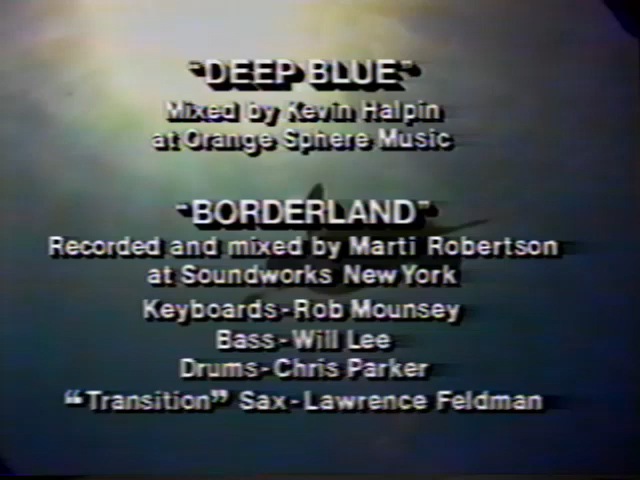 "DEEP BLUE"
Mixed by Kevin Halpin
at Orange Sphere Music
"BORDERLAND"
Recorded and mixed by Marti Robertson
at Soundworks New York
Keyboards-Rob Mounsey
Bass-Will Lee
Drums-Chris Parker
“Transition” Sax-Lawrence Feldman